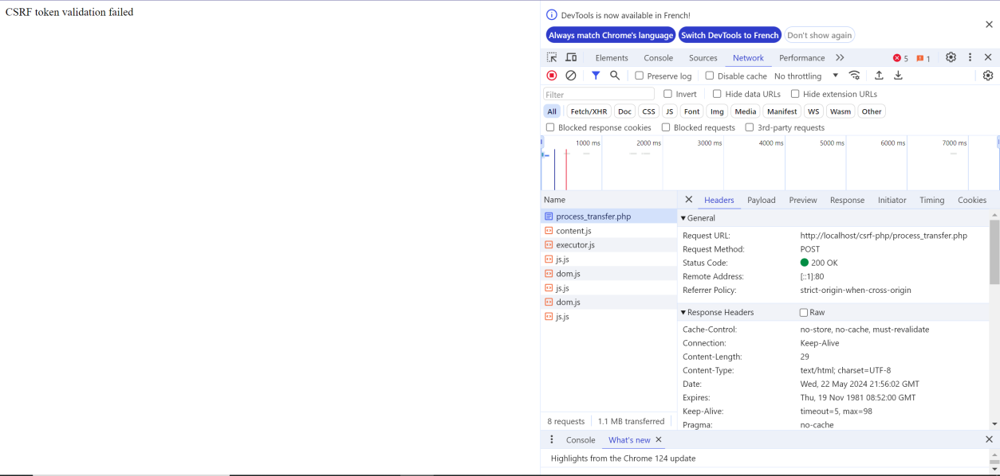 CSRF token validation failed
DevTools is now available in French!
Always match Chrome's language Switch DevTools to French Don't show again
Elements Console Sources Network Performance 5 1
Preserve log Disable cache No throttling
Filter Invert Hide data URLs Hide extension URLs
All Fetch/XHR Doc CSS JS Font Img Media Manifest WS Wasm Other
Blocked response cookies Blocked requests 3rd-party requests
1000 ms 2000 ms 3000 ms 4000 ms 5000 ms 6000 ms 7000 ms
Name
process_transfer.php
content.js
executor.js
js.js
dom.js
js.js
dom.js
js.js
8 requests 1.1 MB transferred
Headers Payload Preview Response Initiator Timing Cookies
General
Request URL: http://localhost/csrf-php/process_transfer.php
Request Method: POST
Status Code: 200 OK
Remote Address: [::1]:80
Referrer Policy: strict-origin-when-cross-origin
Response Headers Raw
Cache-Control: no-store, no-cache, must-revalidate
Connection: Keep-Alive
Content-Length: 29
Content-Type: text/html; charset=UTF-8
Date: Wed, 22 May 2024 21:56:02 GMT
Expires: Thu, 19 Nov 1981 08:52:00 GMT
Keep-Alive: timeout=5, max=98
Pragma: no-cache
Console What's new
Highlights from the Chrome 124 update